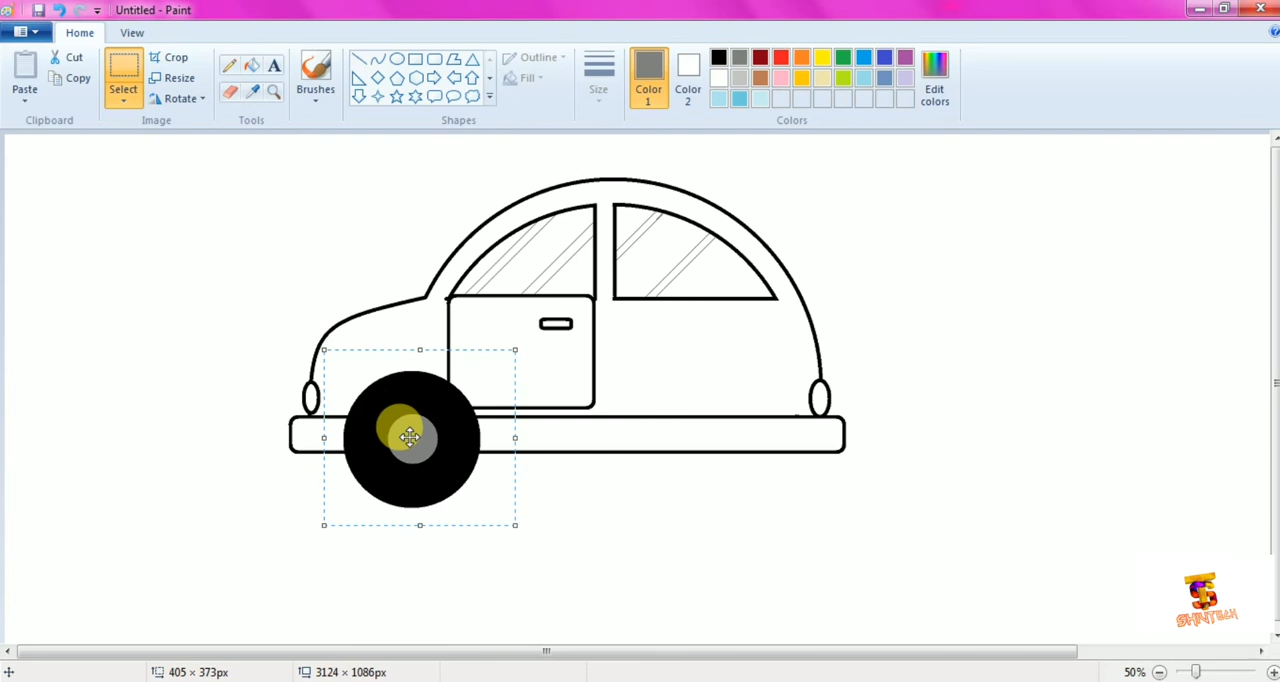 Untitled - Paint
Home View
Paste
Cut
Copy
Clipboard
Select
Crop
Resize
Rotate
Image
A
Tools
Brushes
Shapes
Outline
Fill
Size
Color 1
Color 2
Edit colors
Colors
SHINTECH
405 × 373px
3124 × 1086px
50%